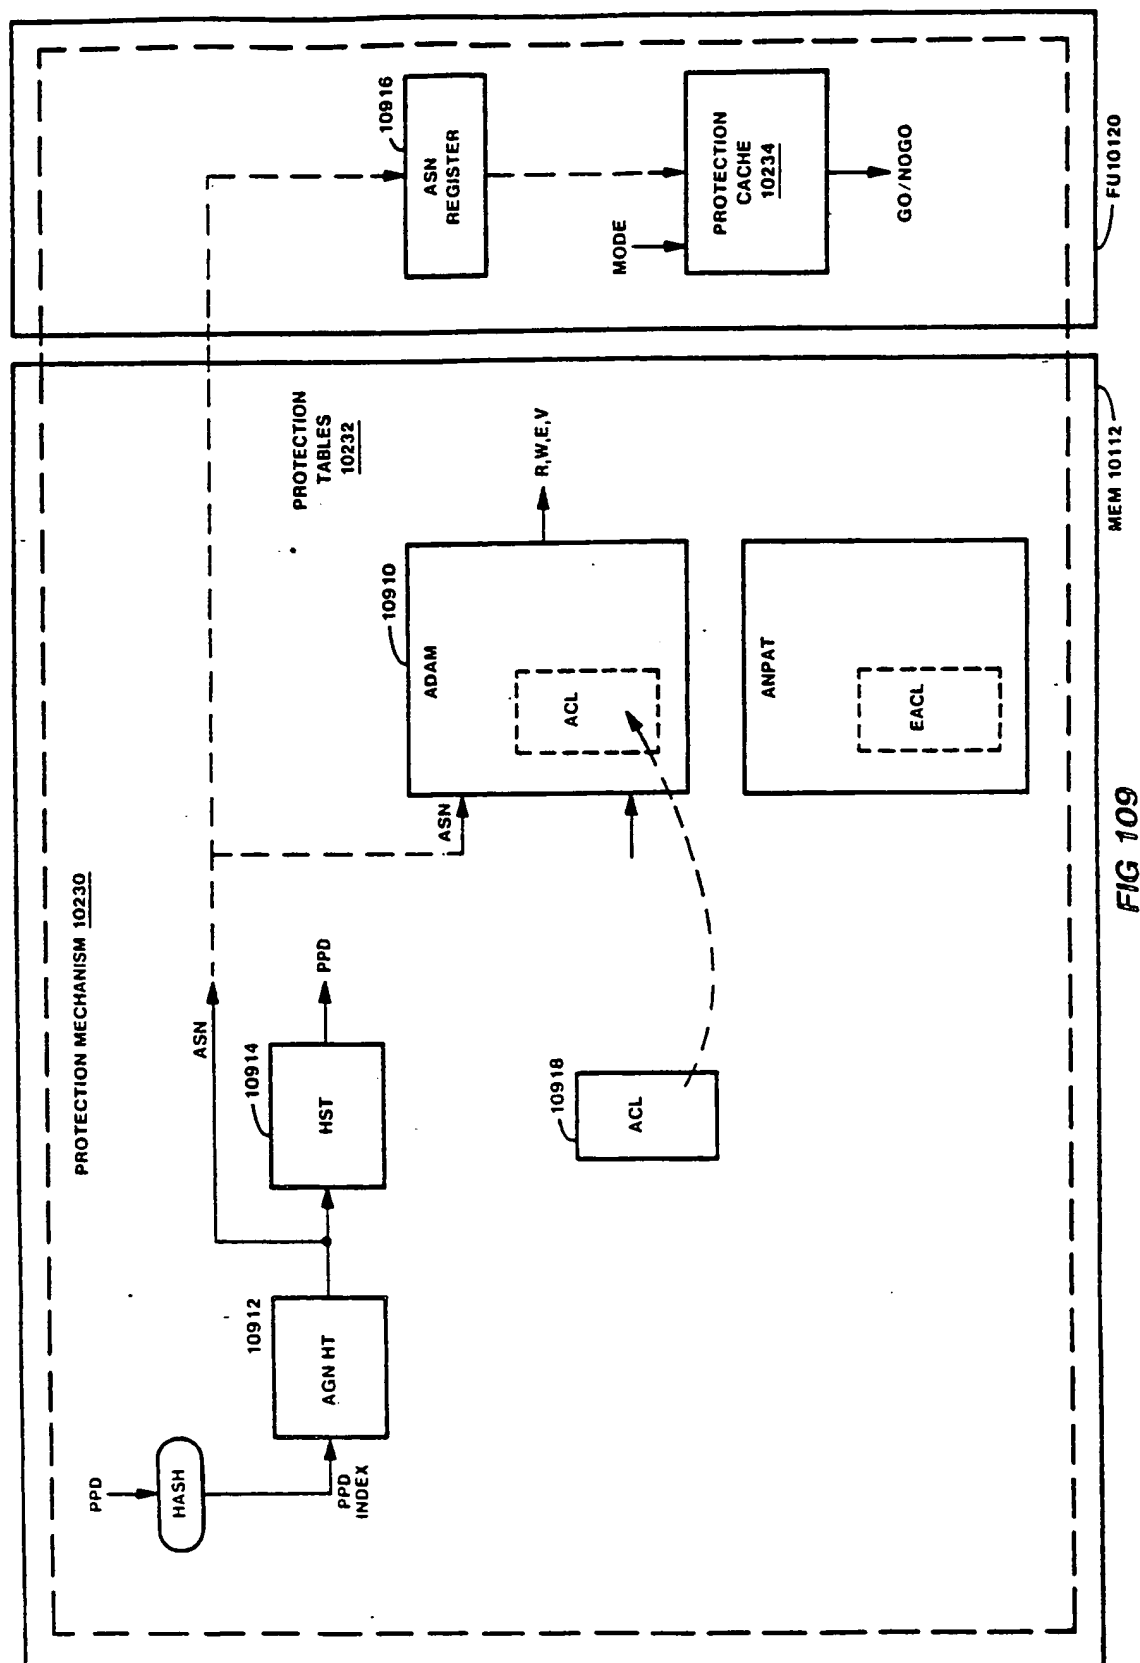 PROTECTION MECHANISM 10230
PPD
HASH
PPD
INDEX
10912
AGN HT
ASN
10914
HST
PPD
10918
ACL
ASN
10910
ADAM
ACL
R,W,E,V
PROTECTION
TABLES
10232
ANPAT
EACL
MEM 10112
10916
ASN
REGISTER
MODE
PROTECTION
CACHE
10234
GO/NOGO
FU10120
FIG 109